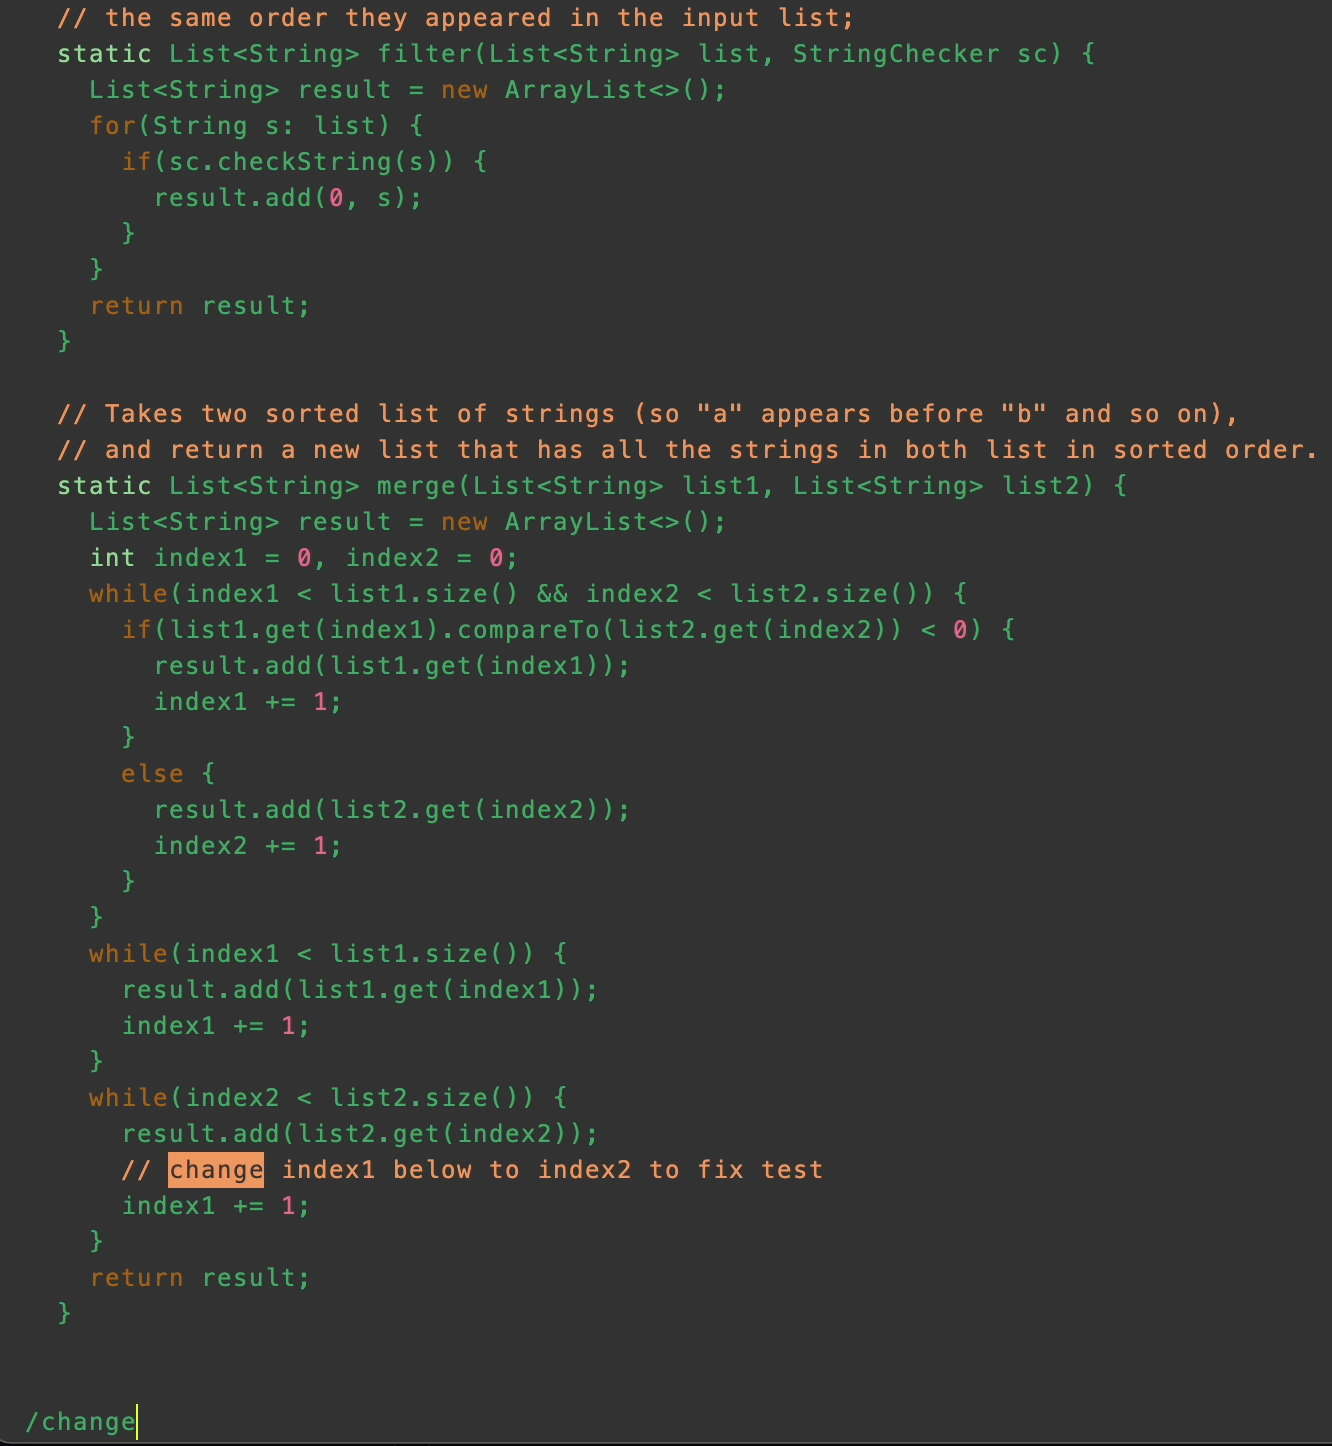 // the same order they appeared in the input list;
static List<String> filter(List<String> list, StringChecker sc) {
List<String> result = new ArrayList<>();
for(String s: list) {
if(sc.checkString(s)) {
result.add(0, s);
}
}
return result;
}
// Takes two sorted list of strings (so "a" appears before "b" and so on),
// and return a new list that has all the strings in both list in sorted order.
static List<String> merge(List<String> list1, List<String> list2) {
List<String> result = new ArrayList<>();
int index1 = 0, index2 = 0;
while(index1 < list1.size() && index2 < list2.size()) {
if(list1.get(index1).compareTo(list2.get(index2)) < 0) {
result.add(list1.get(index1));
index1 += 1;
}
else {
result.add(list2.get(index2));
index2 += 1;
}
}
while(index1 < list1.size()) {
result.add(list1.get(index1));
index1 += 1;
}
while(index2 < list2.size()) {
result.add(list2.get(index2));
// change index1 below to index2 to fix test
index1 += 1;
}
return result;
}
/change